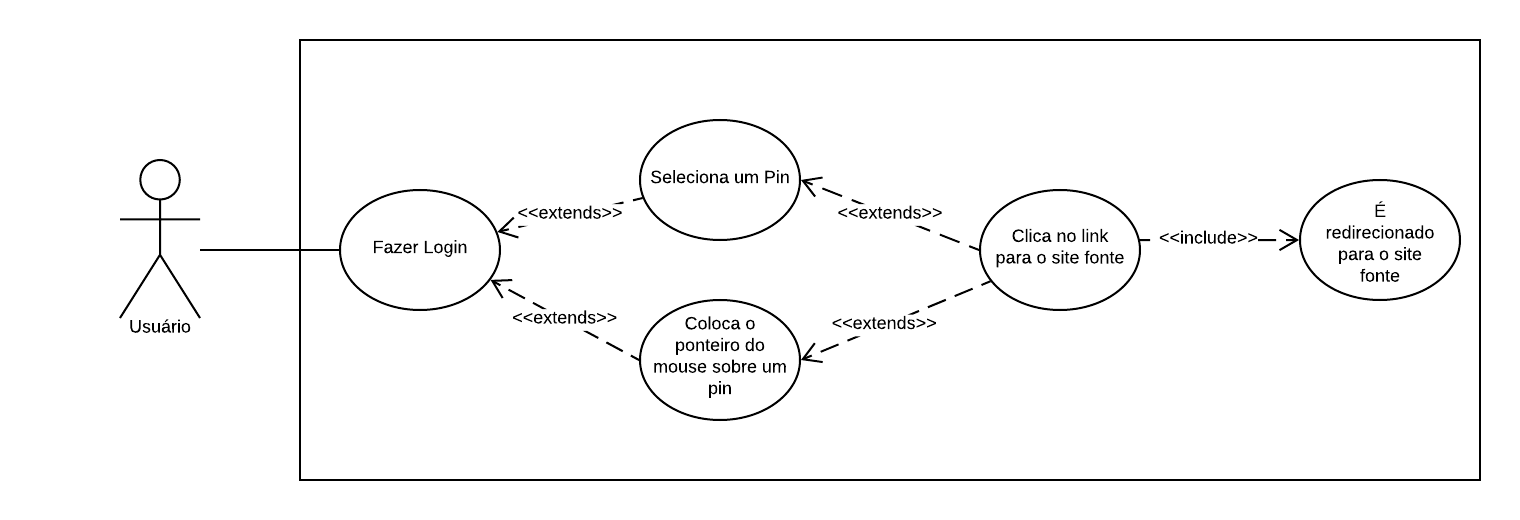 Usuário
Fazer Login
<<extends>>
<<extends>>
Seleciona um Pin
Coloca o
ponteiro do
mouse sobre um
pin
<<extends>>
<<extends>>
Clica no link
para o site fonte
<<include>>
É
redirecionado
para o site
fonte